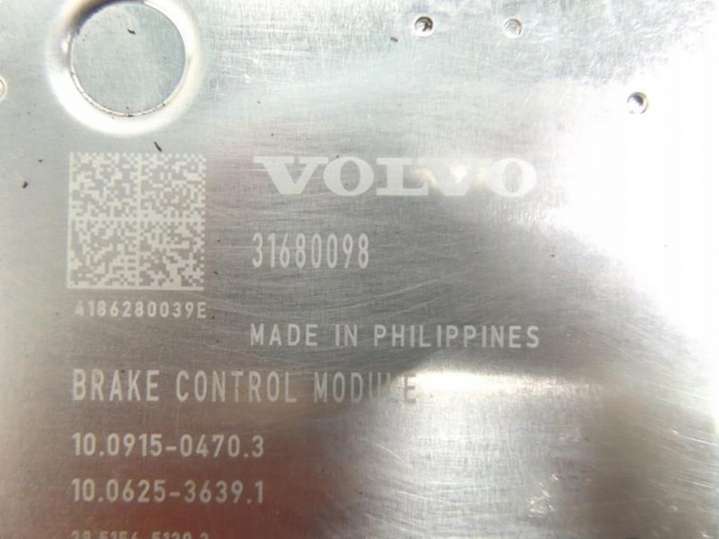 VOLVO
31680098
4186280039E
MADE IN PHILIPPINES
BRAKE CONTROL MODULE
10.0915-0470.3
10.0625-3639.1